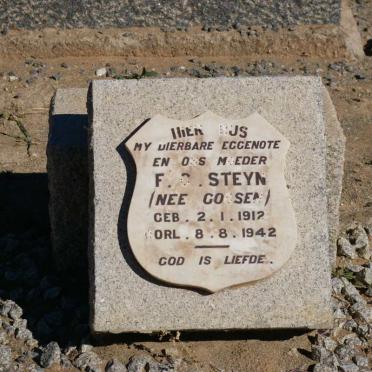 HIER RUS
MY DIERBARE EGGENOTE
EN ONS MOEDER
F. . STEYN
(NEE GOOSEN)
GEB. 2.1.1912
OORL. 8.8.1942
GOD IS LIEFDE.